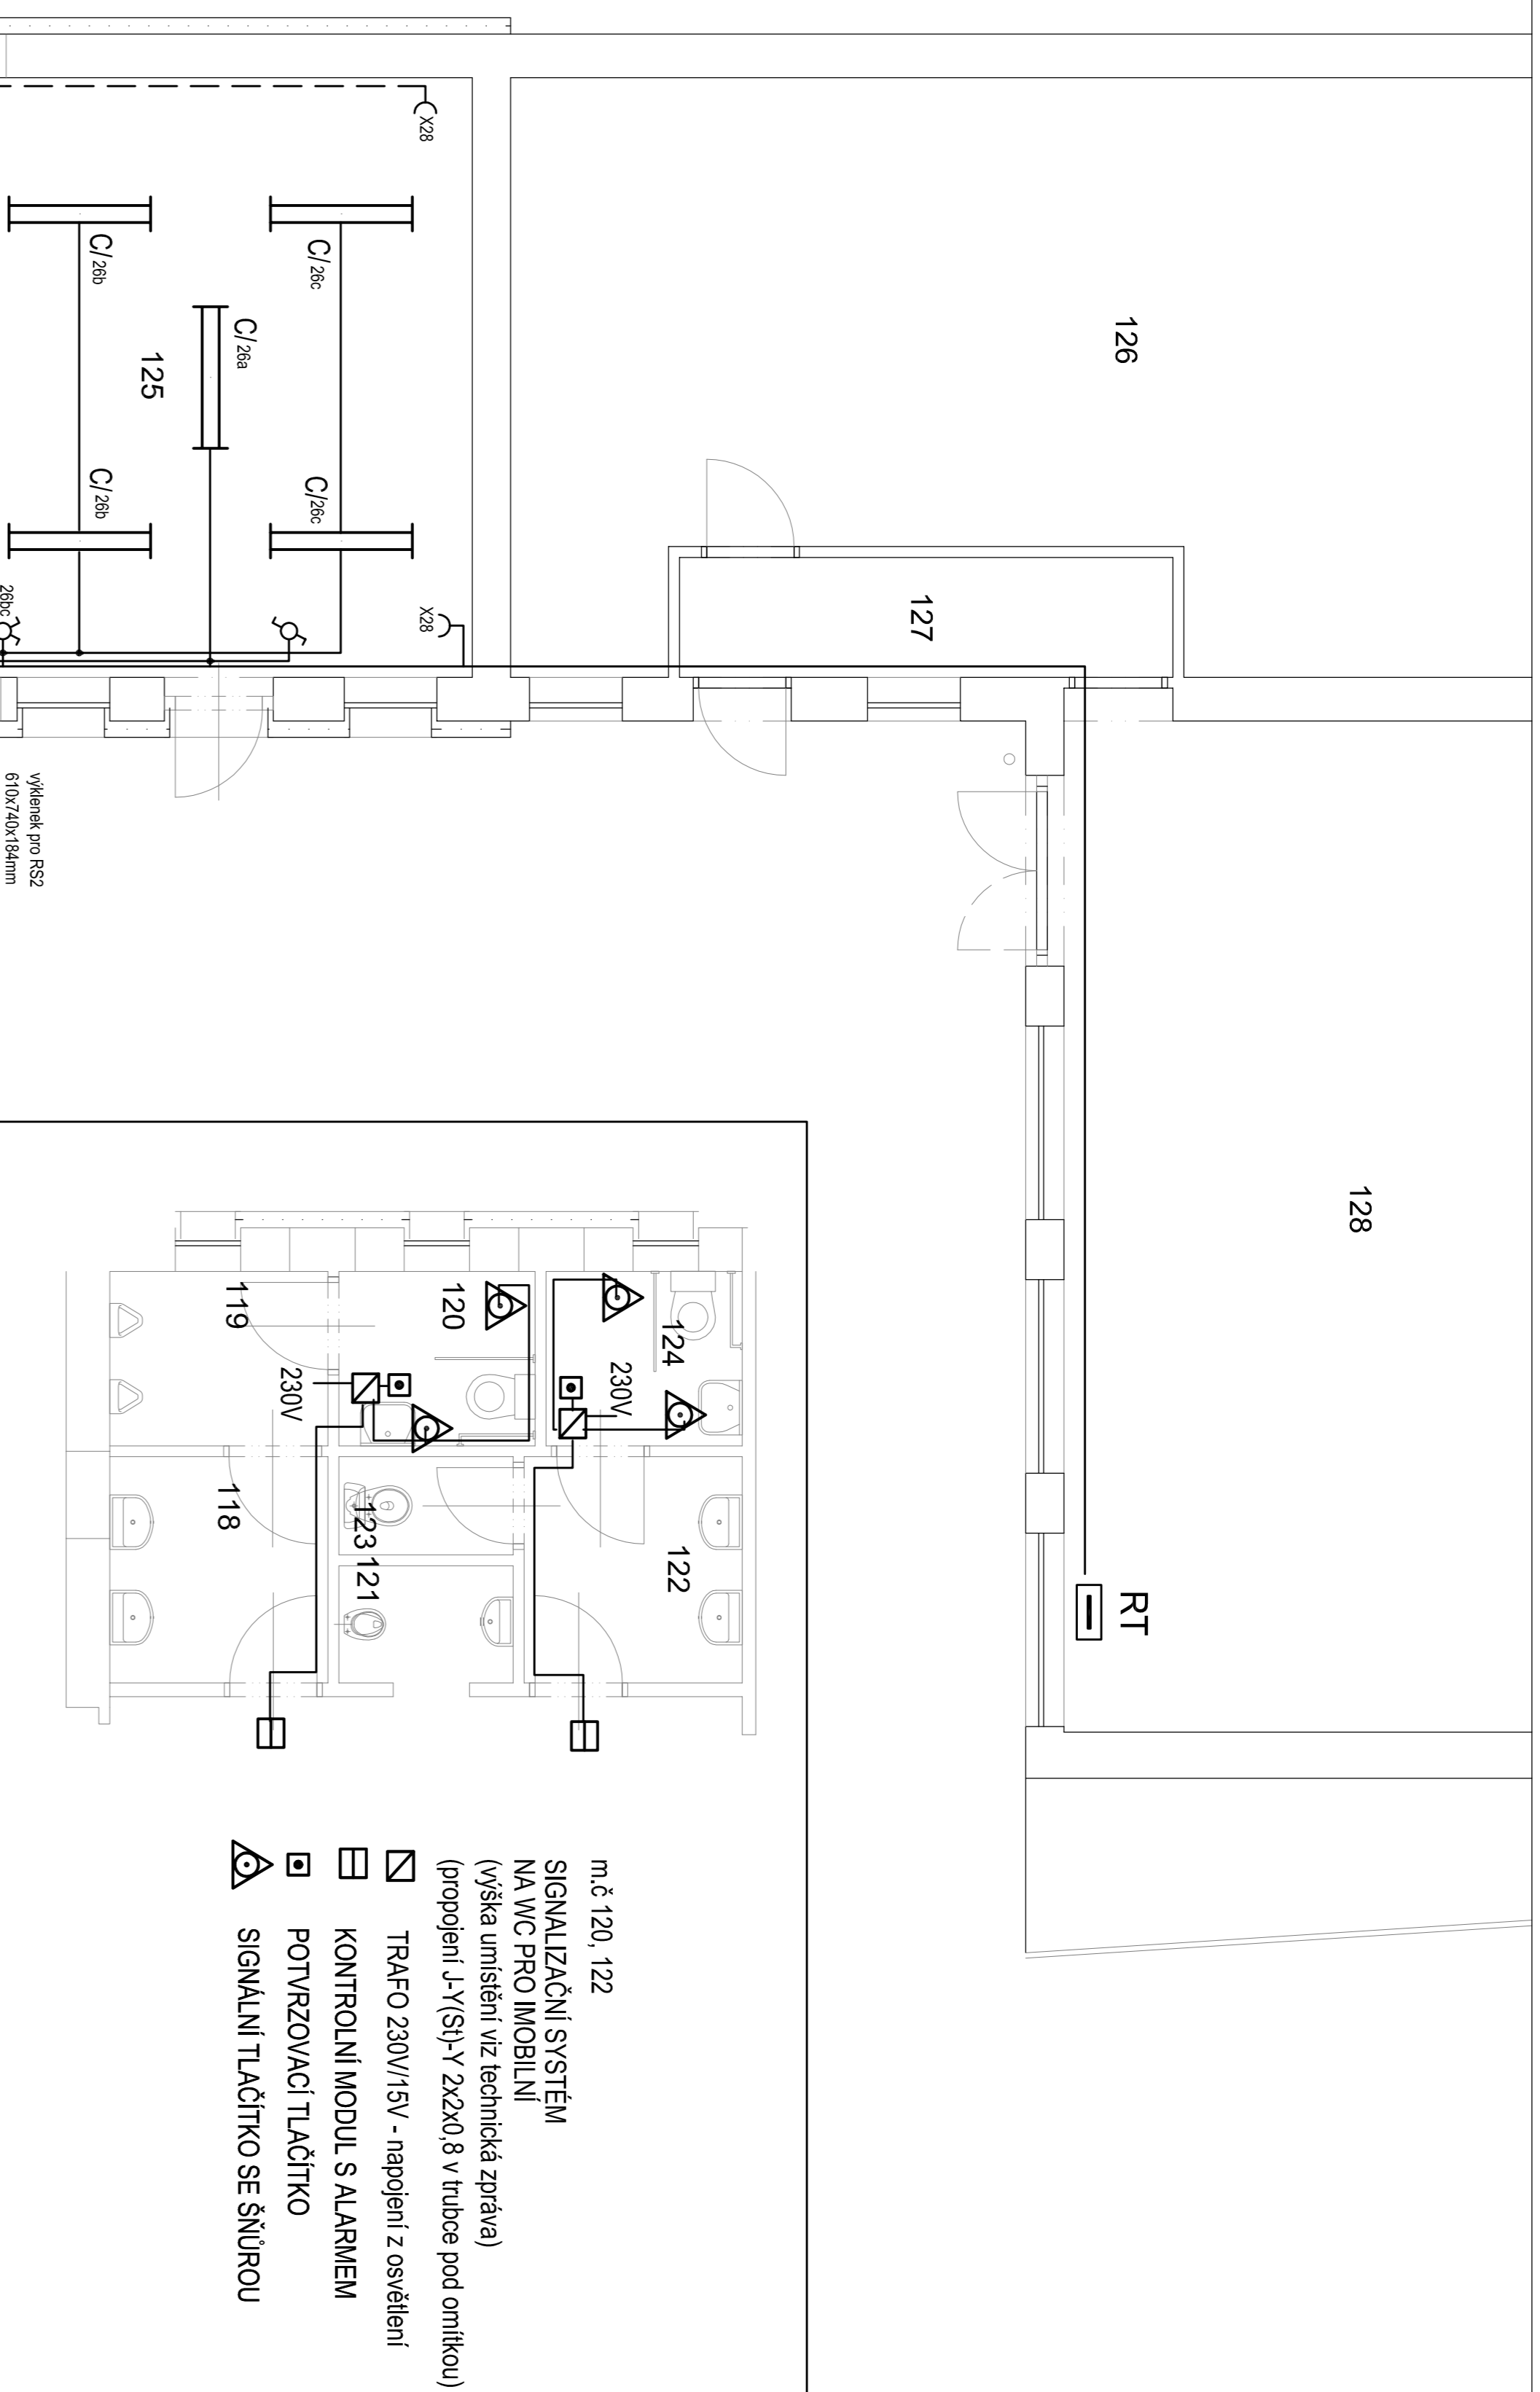 126
X28
C/26c
C/26b
C/26a
125
C/26c
C/26b
127
X28
26bc
výklenek pro RS2
610x740x184mm
128
RT
124
120
119
230V
230V
122
123
118
121
m.č 120, 122
SIGNALIZAČNÍ SYSTÉM
NA WC PRO IMOBILNÍ
(výška umístění viz technická zpráva)
(propojení J-Y(St)-Y 2x2x0,8 v trubce pod omítkou)
TRAFO 230V/15V - napojení z osvětlení
KONTROLNÍ MODUL S ALARMEM
POTVRZOVACÍ TLAČÍTKO
SIGNÁLNÍ TLAČÍTKO SE ŠŇŮROU